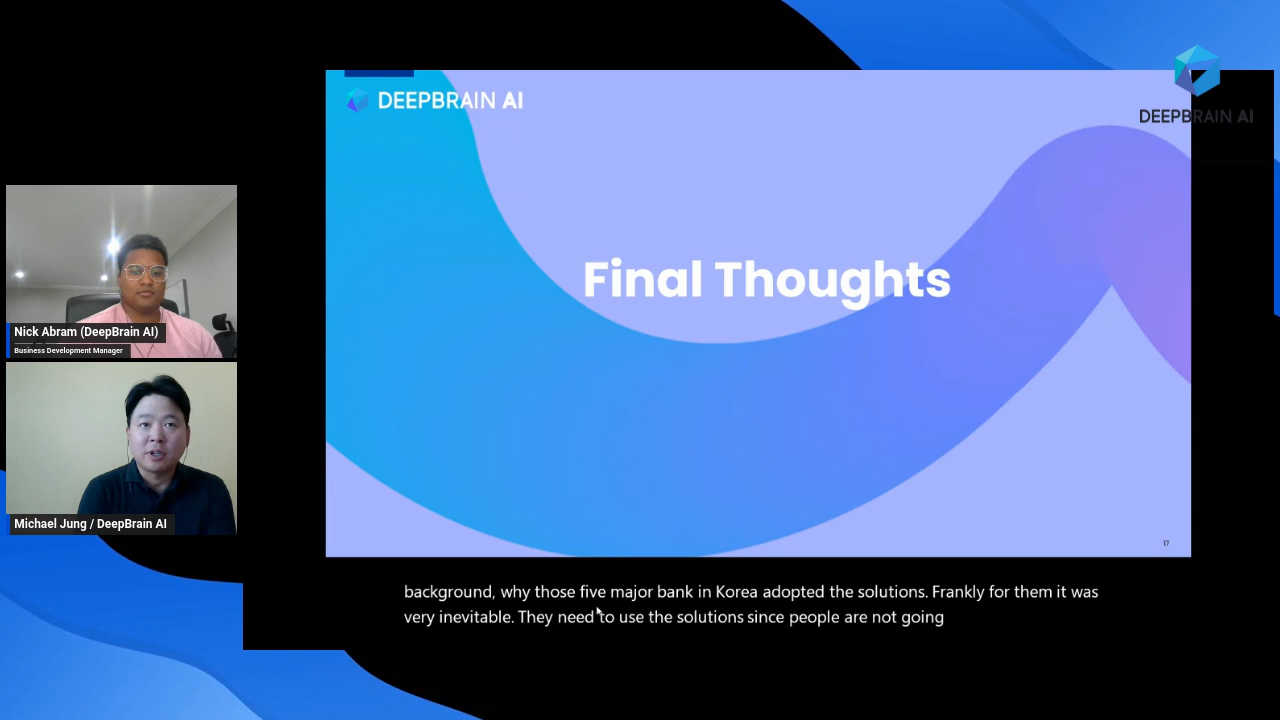 DEEPBRAIN AI
DEEPBRAIN AI
Final Thoughts
Nick Abram (DeepBrain AI)
Business Development Manager
Michael Jung / DeepBrain AI
17
background, why those five major bank in Korea adopted the solutions. Frankly for them it was
very inevitable. They need to use the solutions since people are not going